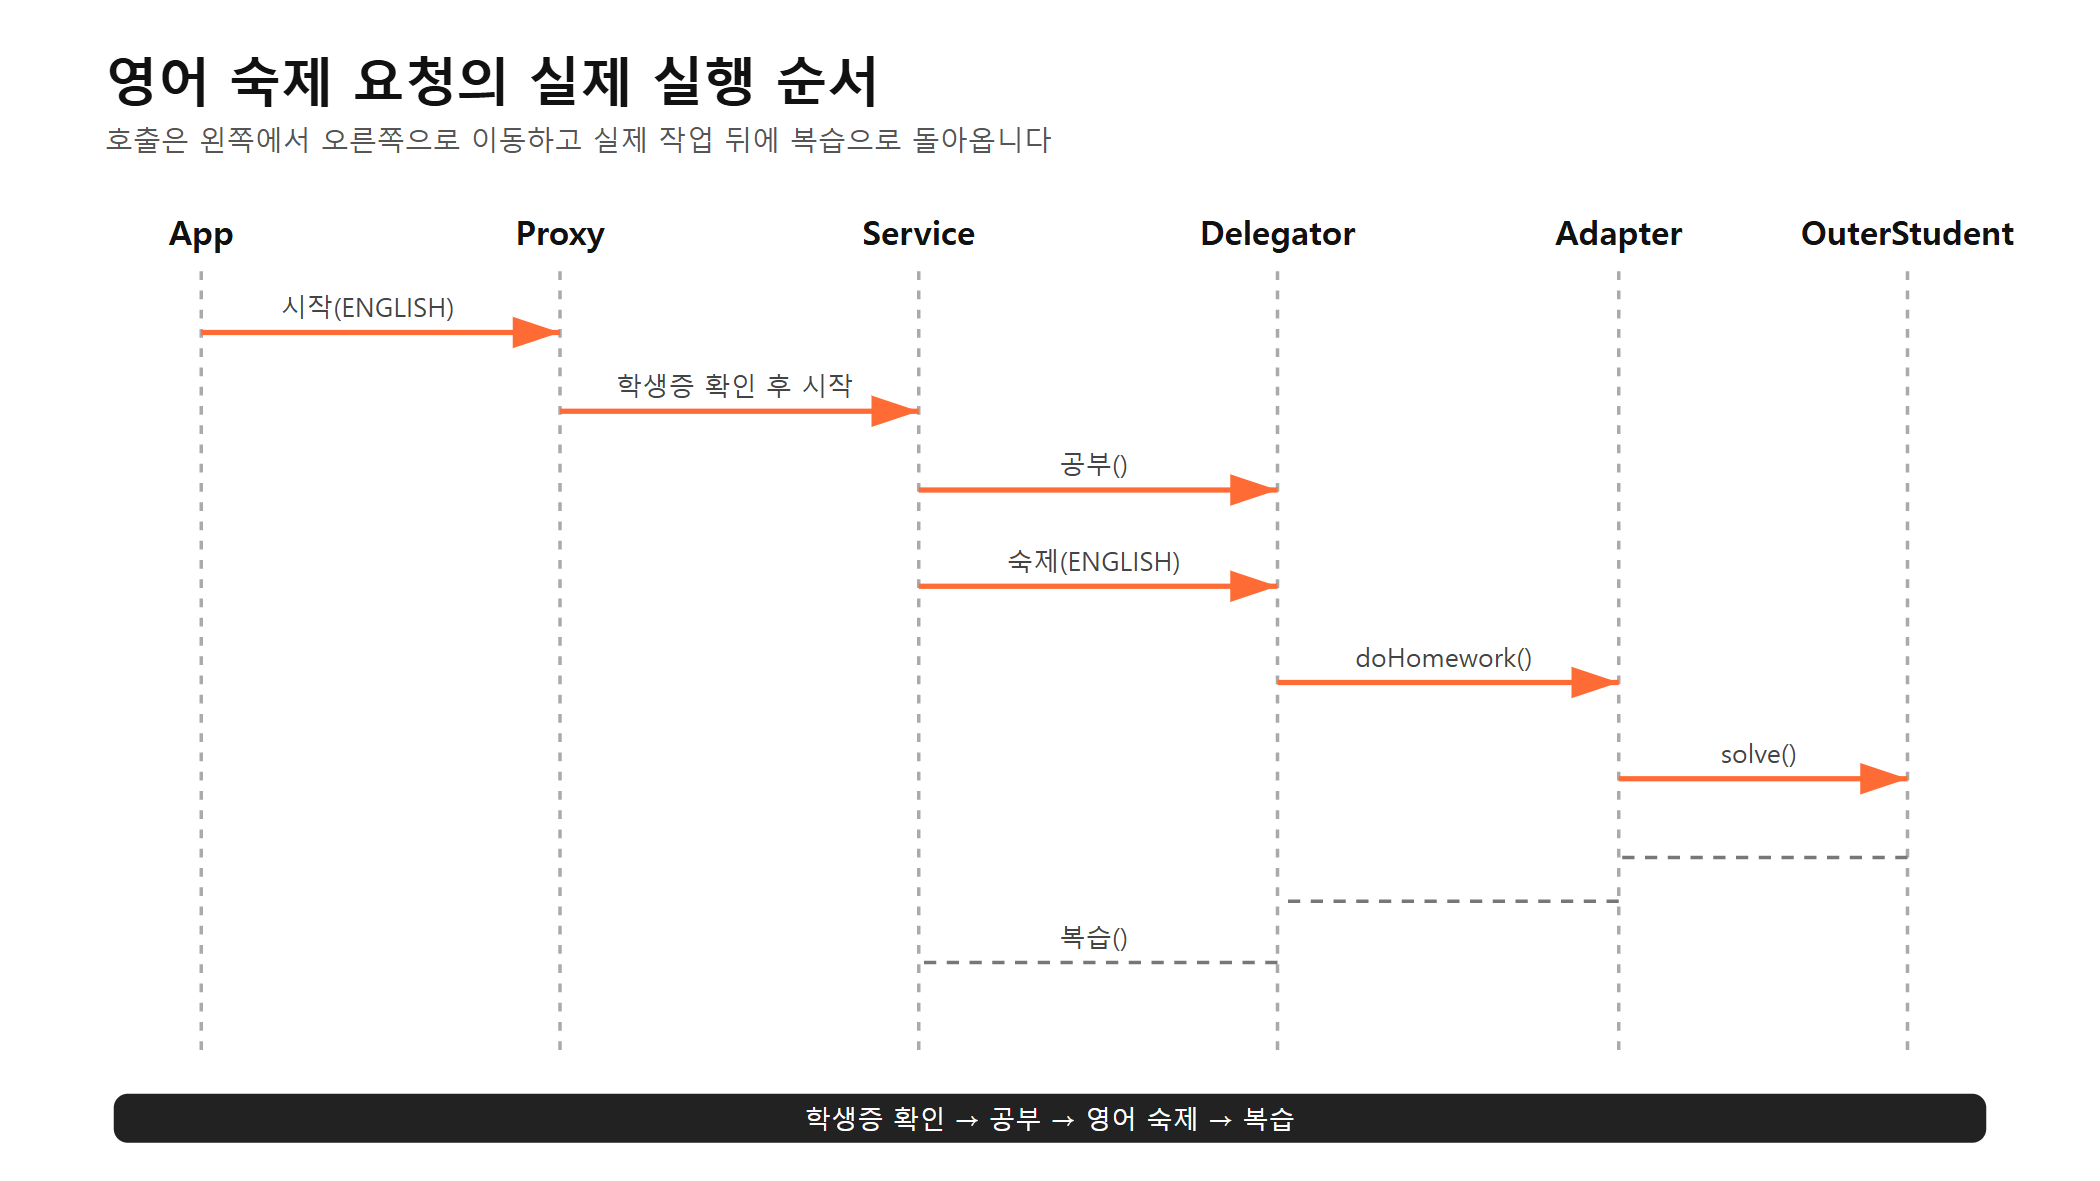 영어 숙제 요청의 실제 실행 순서
호출은 왼쪽에서 오른쪽으로 이동하고 실제 작업 뒤에 복습으로 돌아옵니다
App Proxy Service Delegator Adapter OuterStudent
시작(ENGLISH)
학생증 확인 후 시작
공부()
숙제(ENGLISH)
doHomework()
solve()
복습()
학생증 확인 → 공부 → 영어 숙제 → 복습